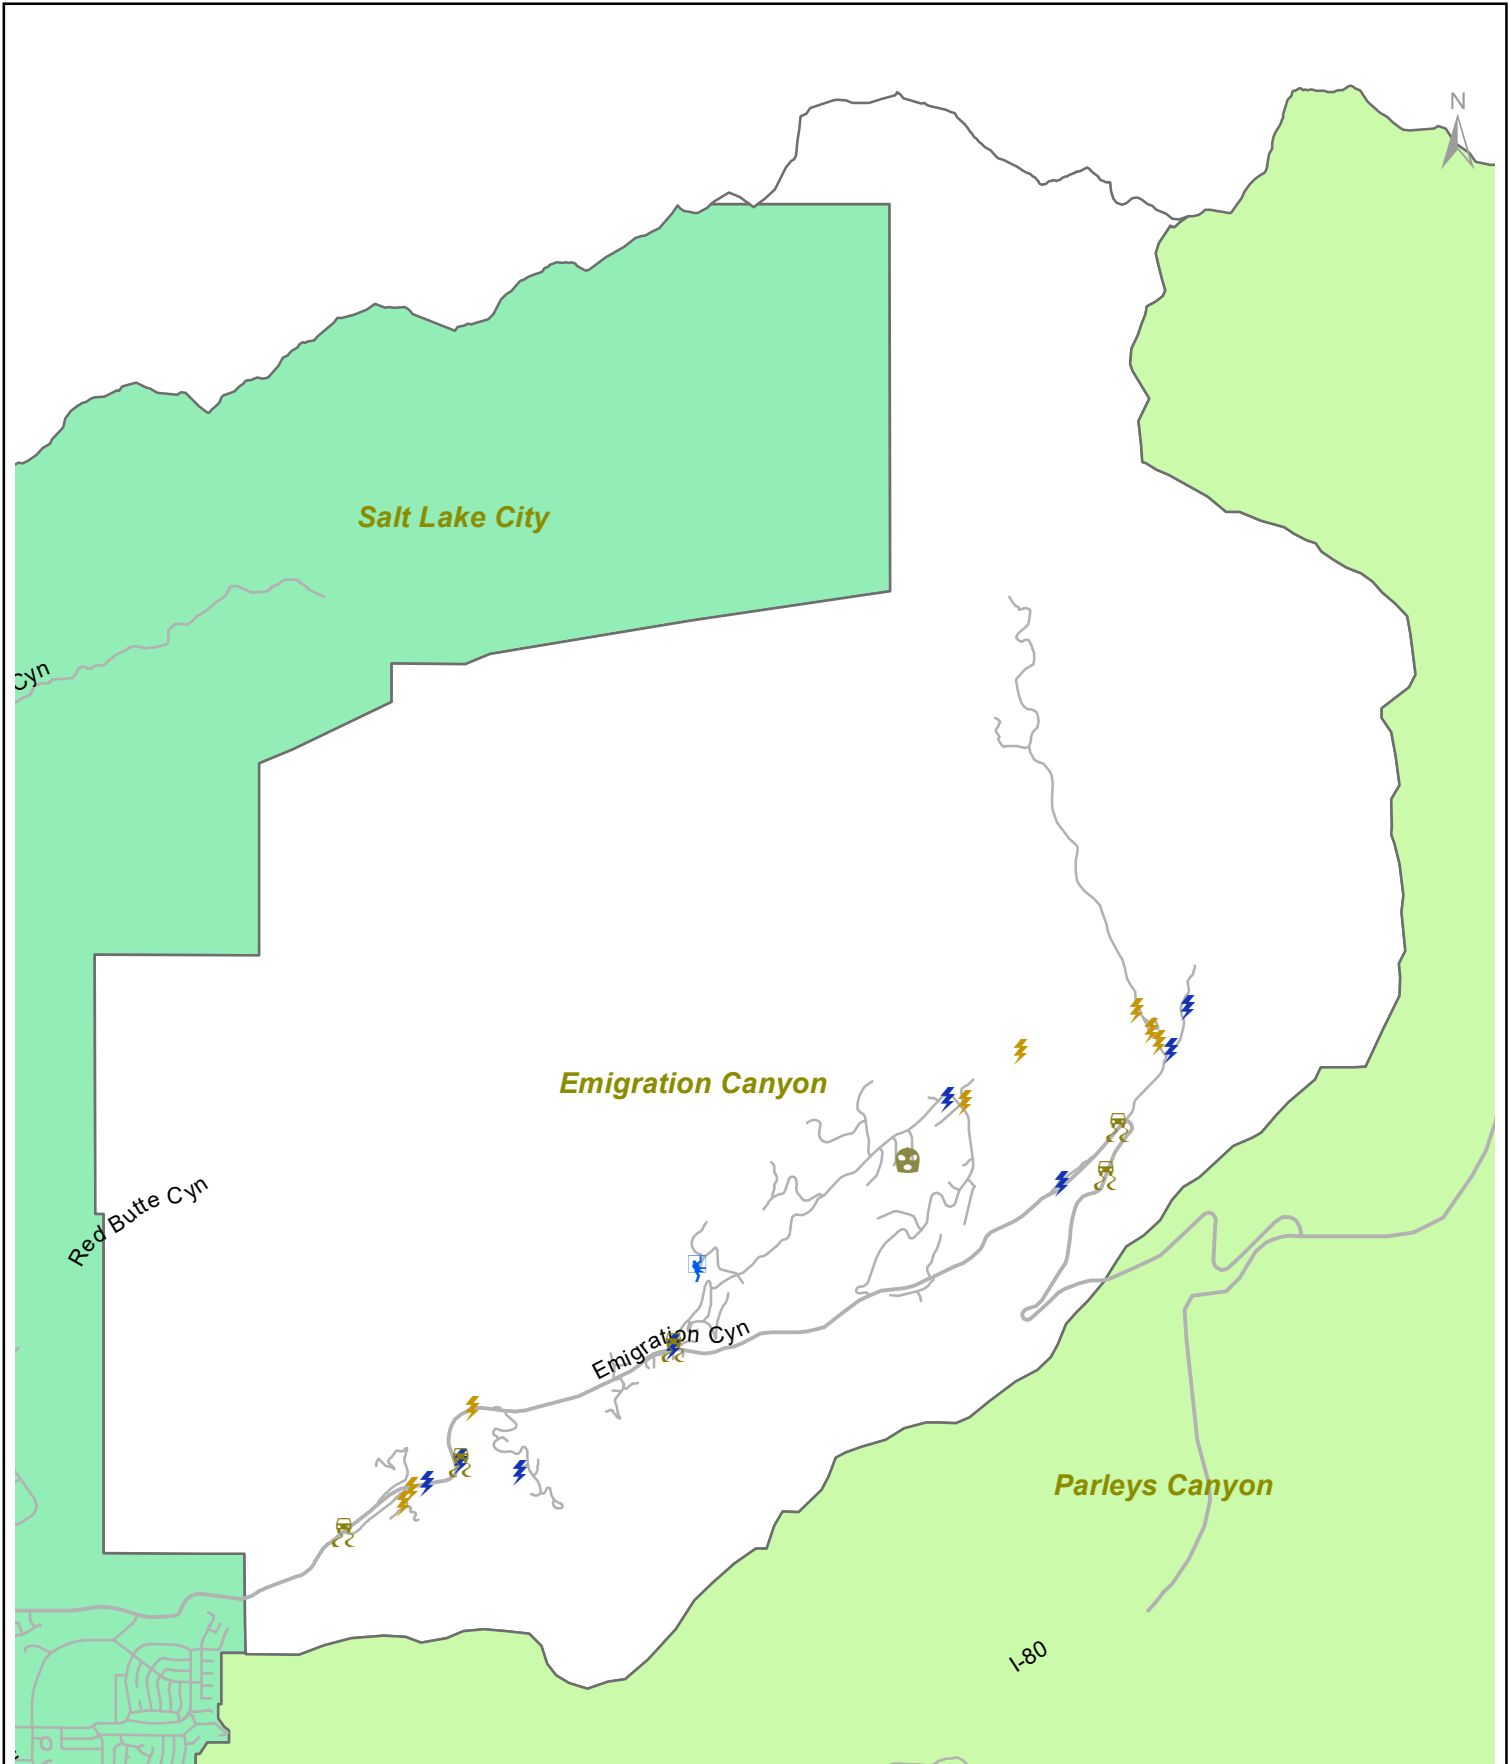 N
Salt Lake City
Cyn
Emigration Canyon
Red Butte Cyn
Emigration Cyn
Parleys Canyon
I-80